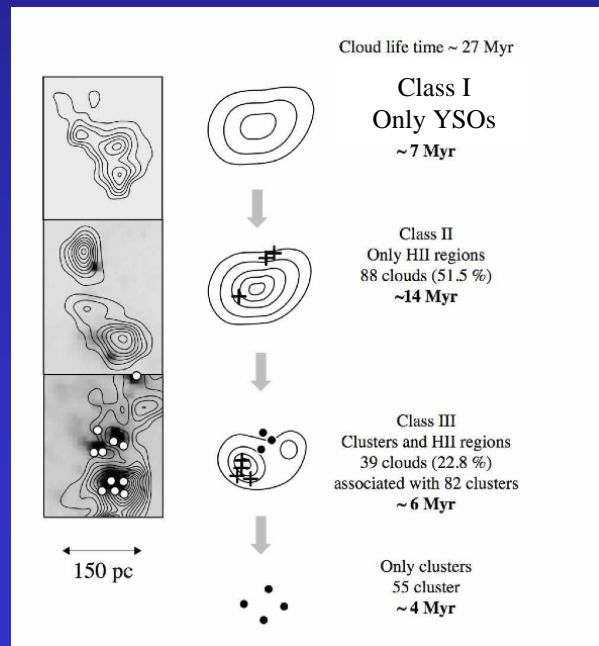 Cloud life time ~ 27 Myr
Class I
Only YSOs
~ 7 Myr
Class II
Only HII regions
88 clouds (51.5 %)
~14 Myr
Class III
Clusters and HII regions
39 clouds (22.8 %)
associated with 82 clusters
~ 6 Myr
150 pc
Only clusters
55 cluster
~ 4 Myr